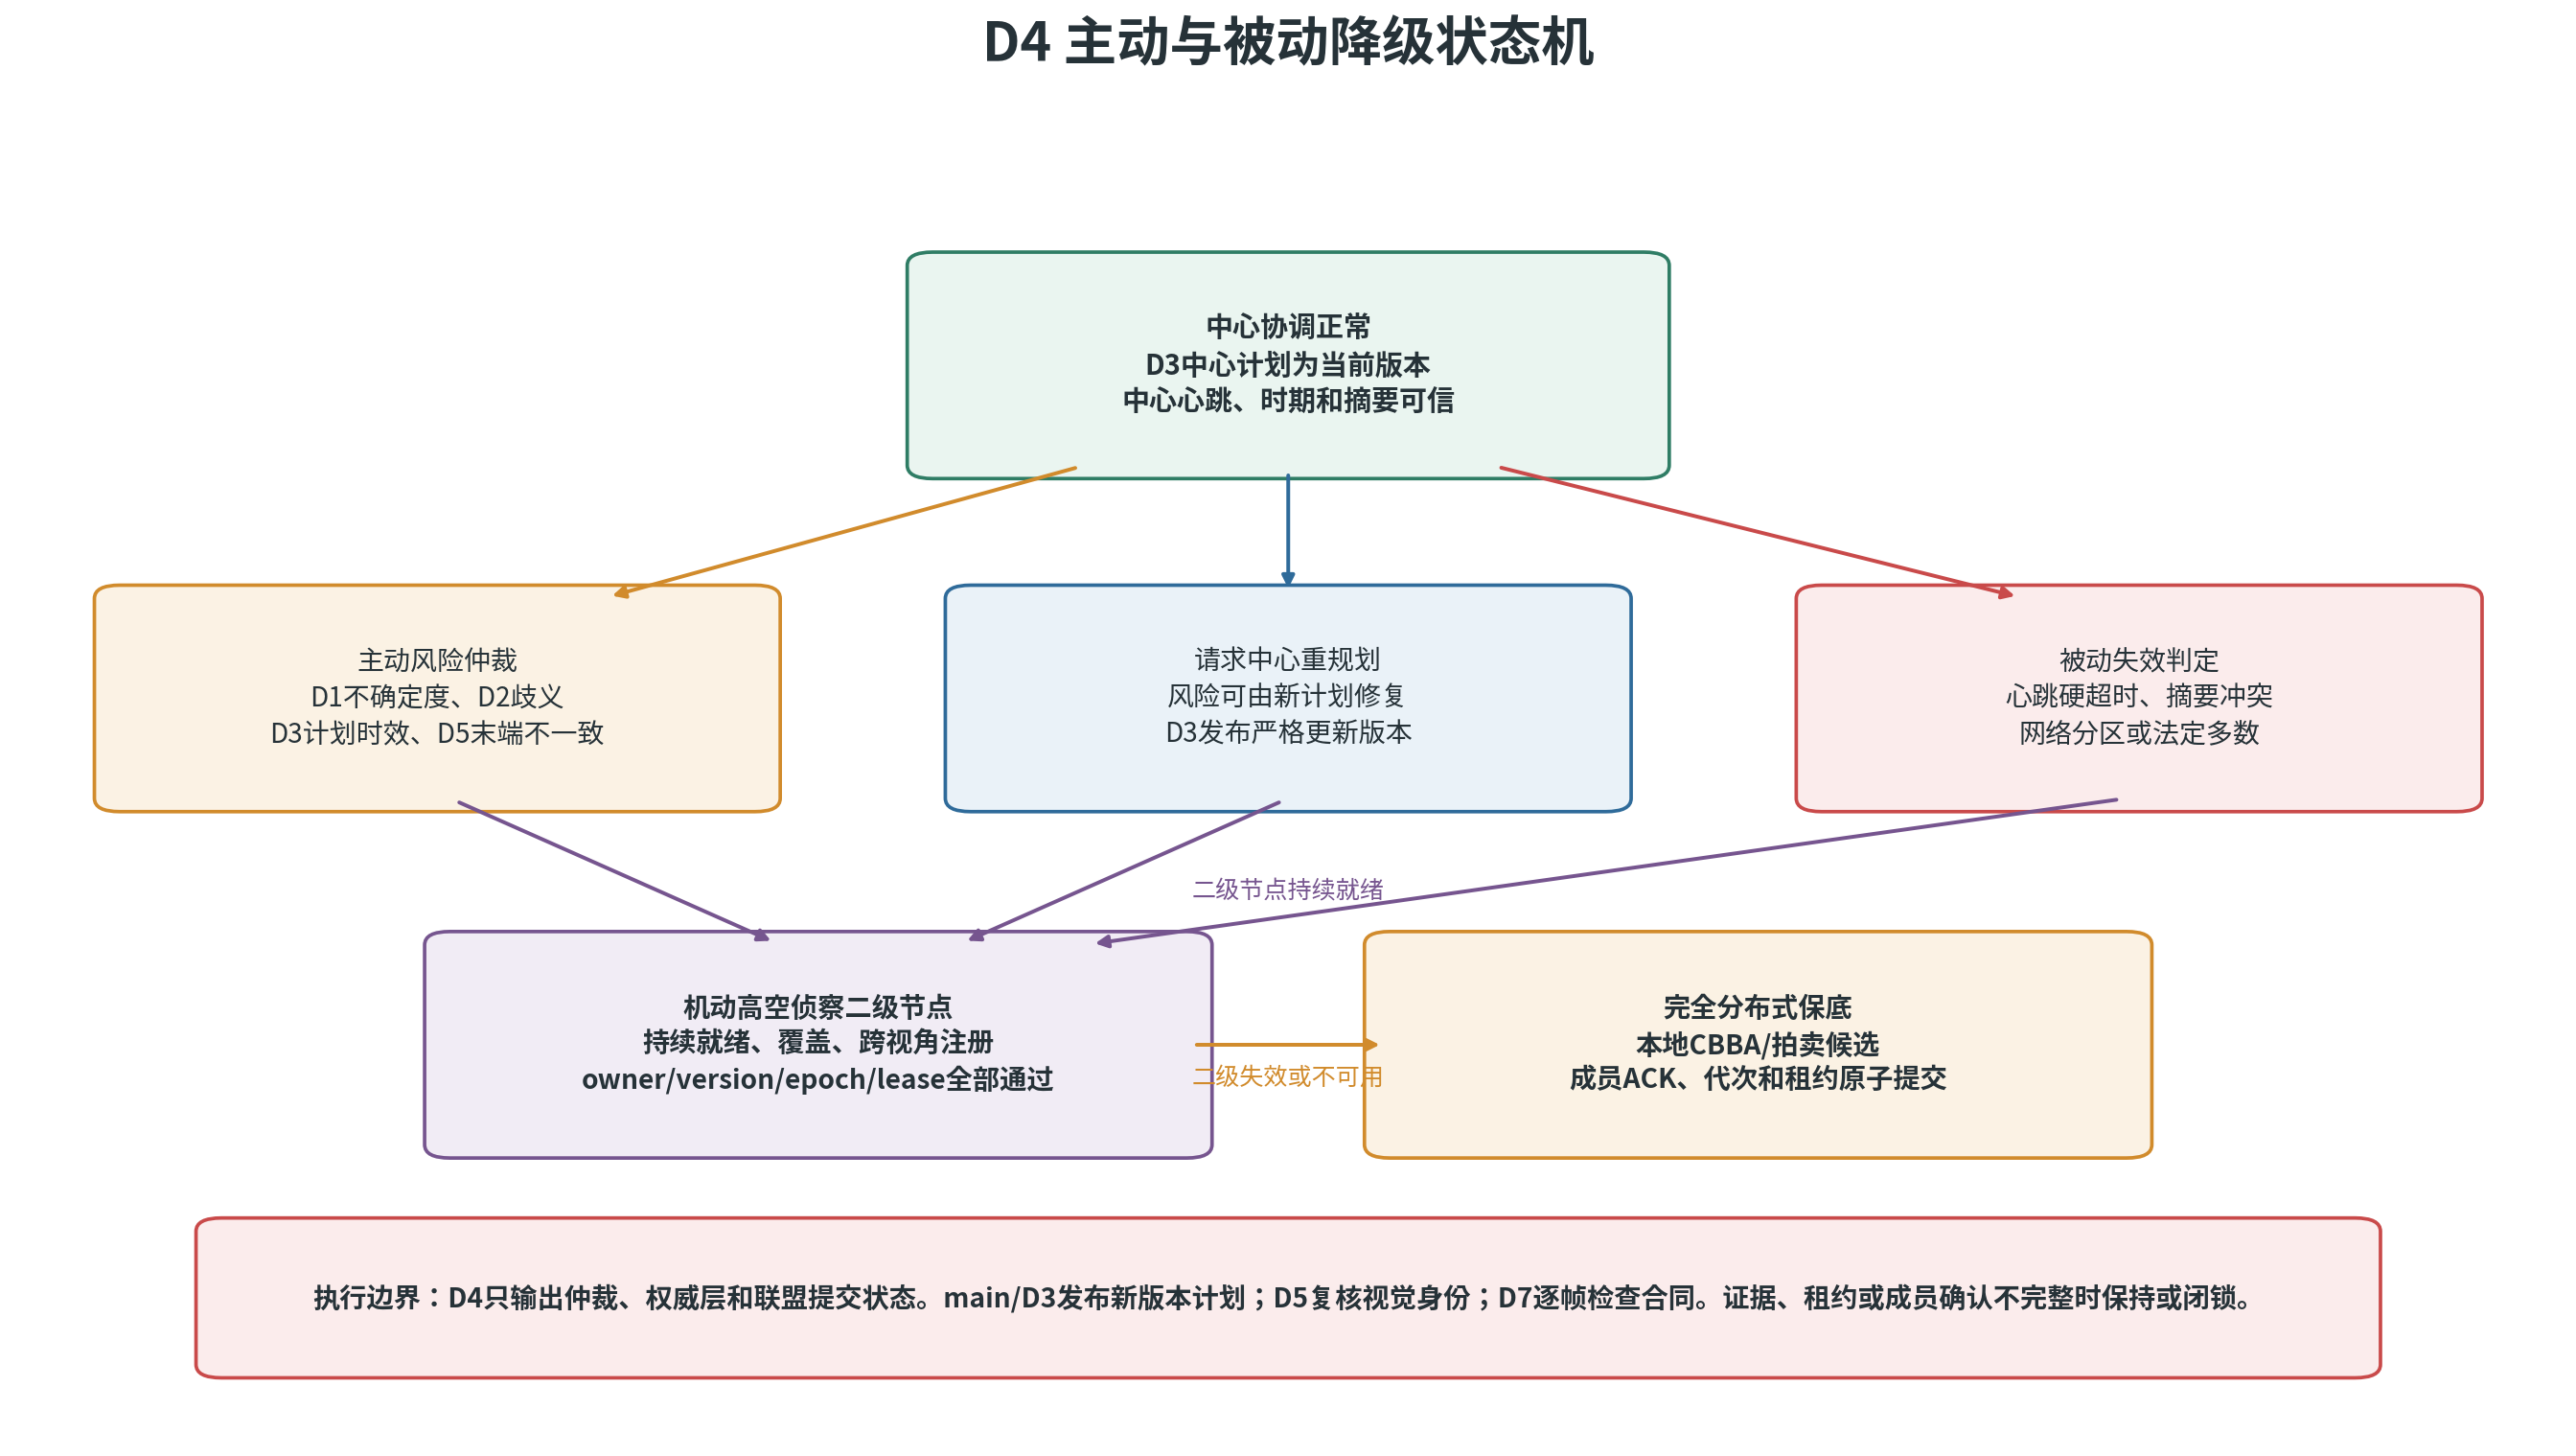 D4 主动与被动降级状态机
中心协调正常
D3中心计划为当前版本
中心心跳、时期和摘要可信
主动风险仲裁
D1不确定度、D2歧义
D3计划时效、D5末端不一致
请求中心重规划
风险可由新计划修复
D3发布严格更新版本
被动失效判定
心跳硬超时、摘要冲突
网络分区或法定多数
二级节点持续就绪
机动高空侦察二级节点
持续就绪、覆盖、跨视角注册
owner/version/epoch/lease全部通过
二级失效或不可用
完全分布式保底
本地CBBA/拍卖候选
成员ACK、代次和租约原子提交
执行边界：D4只输出仲裁、权威层和联盟提交状态。main/D3发布新版本计划；D5复核视觉身份；D7逐帧检查合同。证据、租约或成员确认不完整时保持或闭锁。